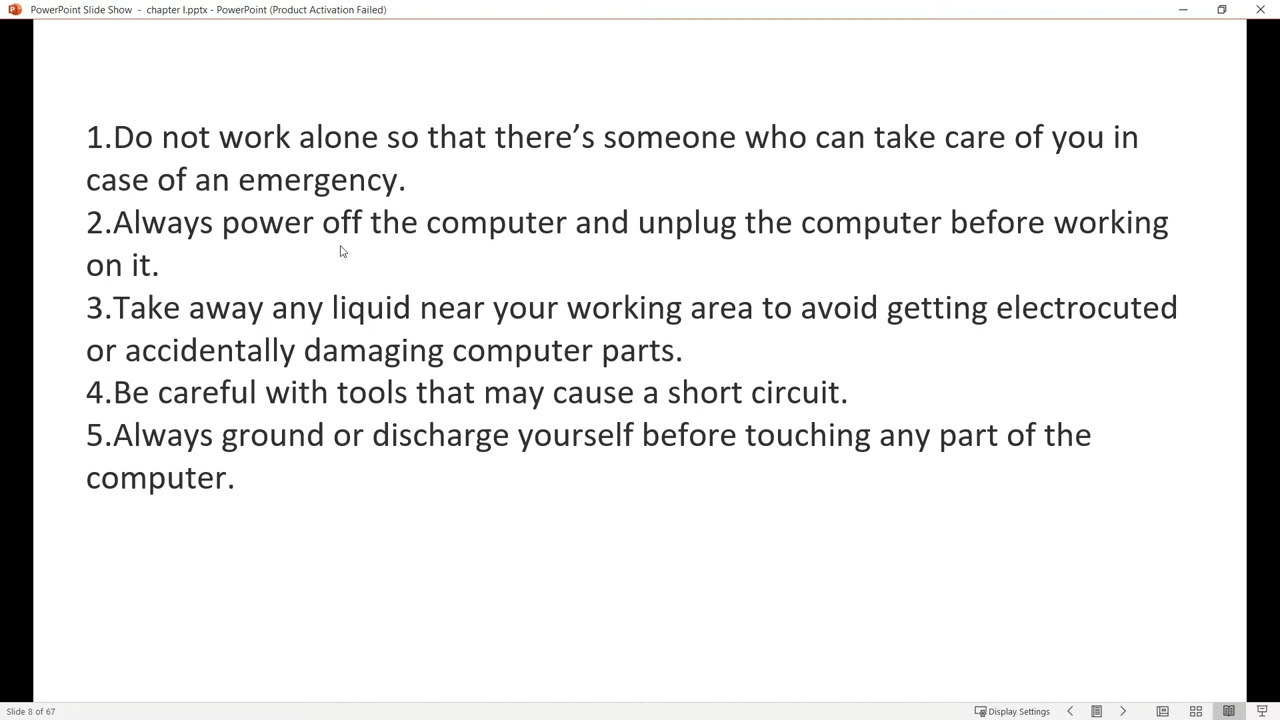 PowerPoint Slide Show - chapter I.pptx - PowerPoint (Product Activation Failed)
1.Do not work alone so that there’s someone who can take care of you in
case of an emergency.
2.Always power off the computer and unplug the computer before working
on it.
3.Take away any liquid near your working area to avoid getting electrocuted
or accidentally damaging computer parts.
4.Be careful with tools that may cause a short circuit.
5.Always ground or discharge yourself before touching any part of the
computer.
Slide 8 of 67
Display Settings